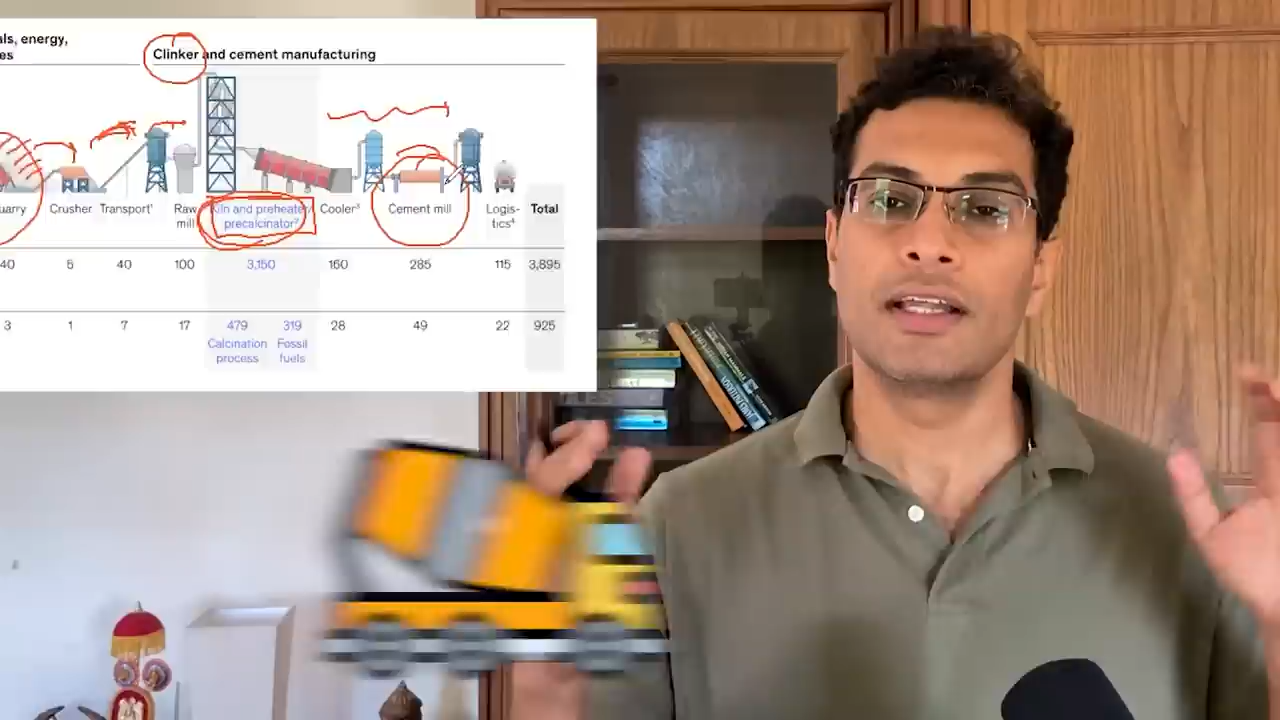 als, energy,
es
Clinker and cement manufacturing
uarry
Crusher
Transport¹
Raw
mill
Kiln and preheater/
precalcinator²
Cooler³
Cement mill
Logis-
tics⁴
Total
40
5
40
100
3,150
160
285
115
3,895
3
1
7
17
479
319
28
49
22
925
Calcination
process
Fossil
fuels